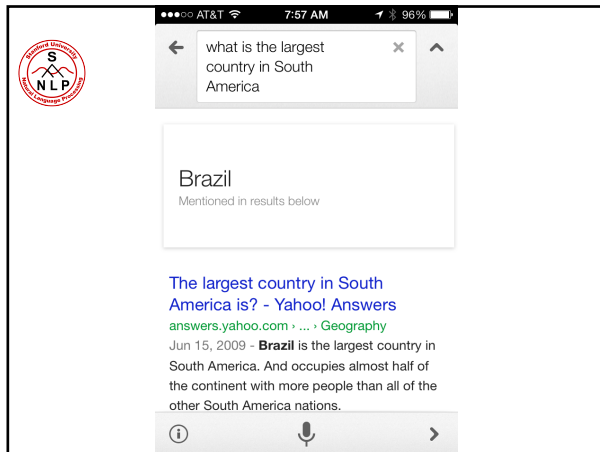 Stanford University
S
NLP
Natural Language Processing
AT&T 7:57 AM 96%
what is the largest
country in South
America
Brazil
Mentioned in results below
The largest country in South
America is? - Yahoo! Answers
answers.yahoo.com › ... › Geography
Jun 15, 2009 - Brazil is the largest country in
South America. And occupies almost half of
the continent with more people than all of the
other South America nations.